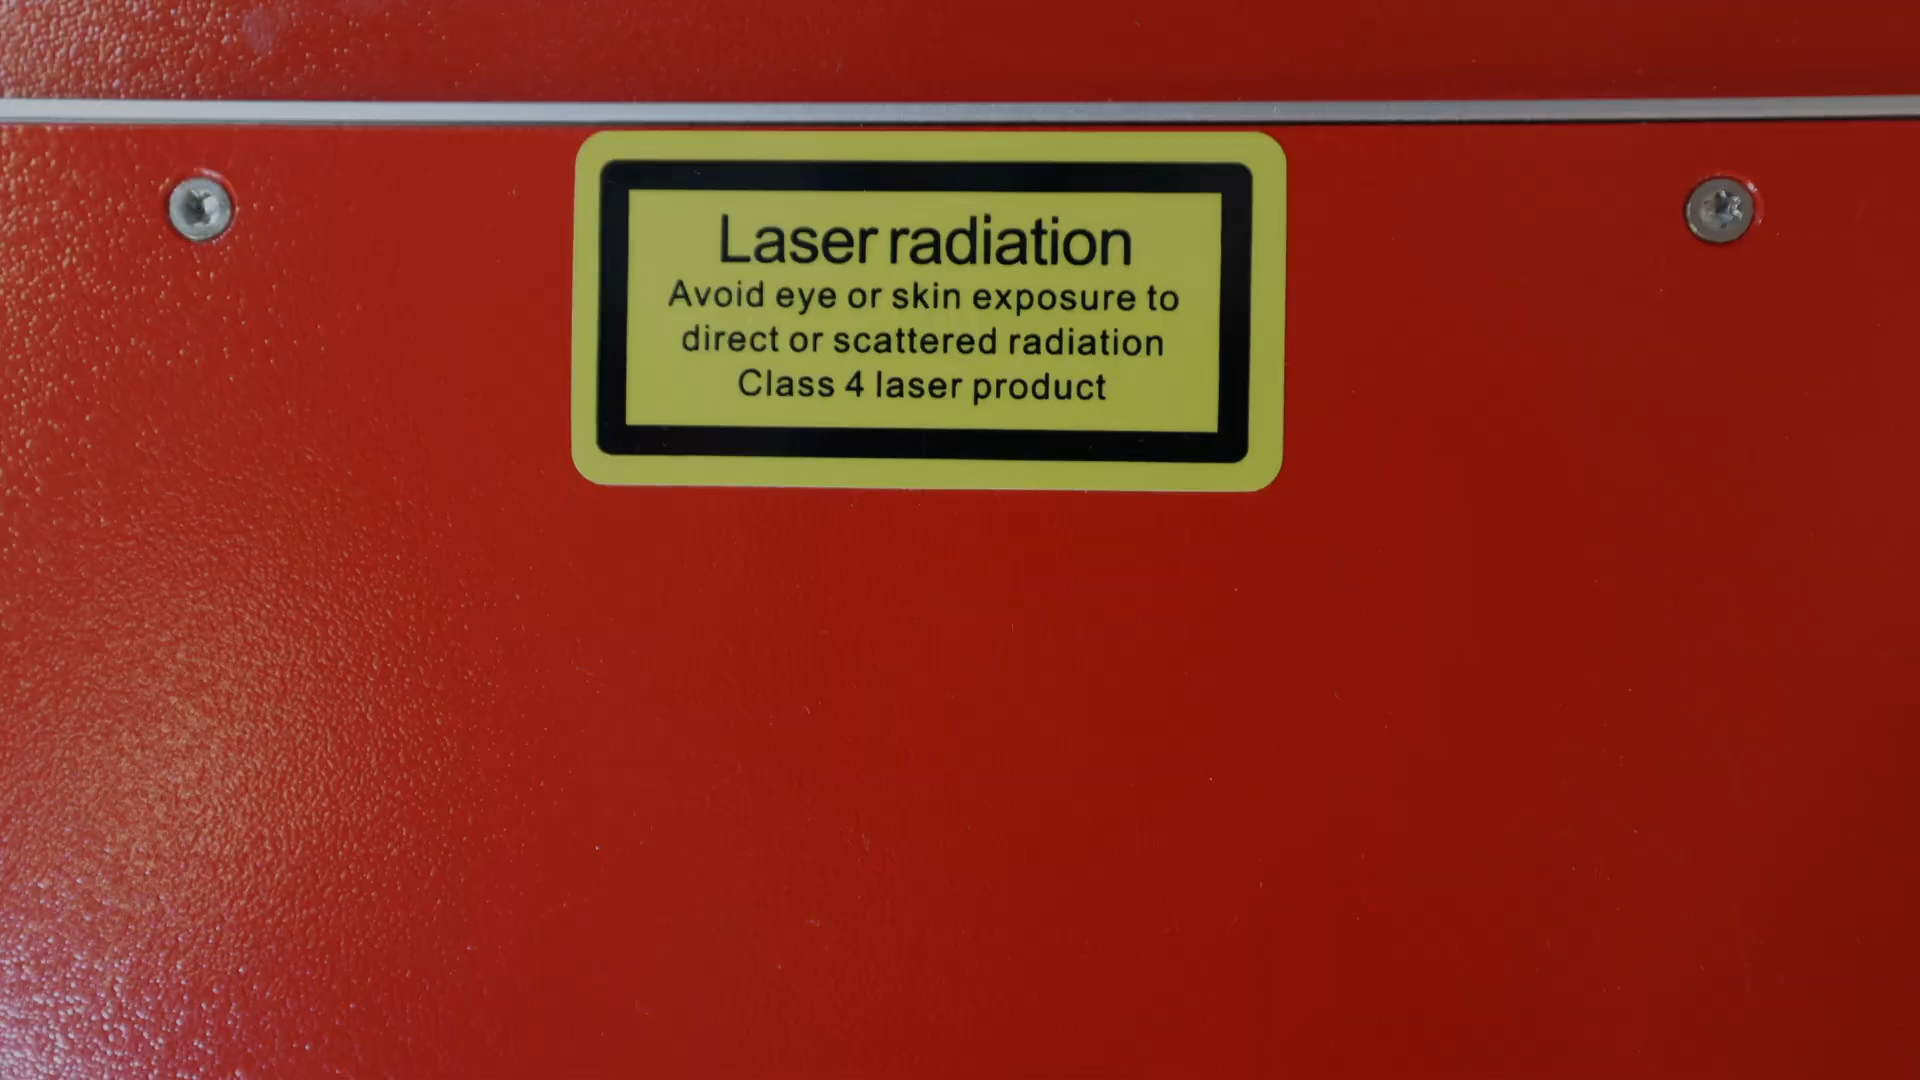 Laser radiation
Avoid eye or skin exposure to
direct or scattered radiation
Class 4 laser product